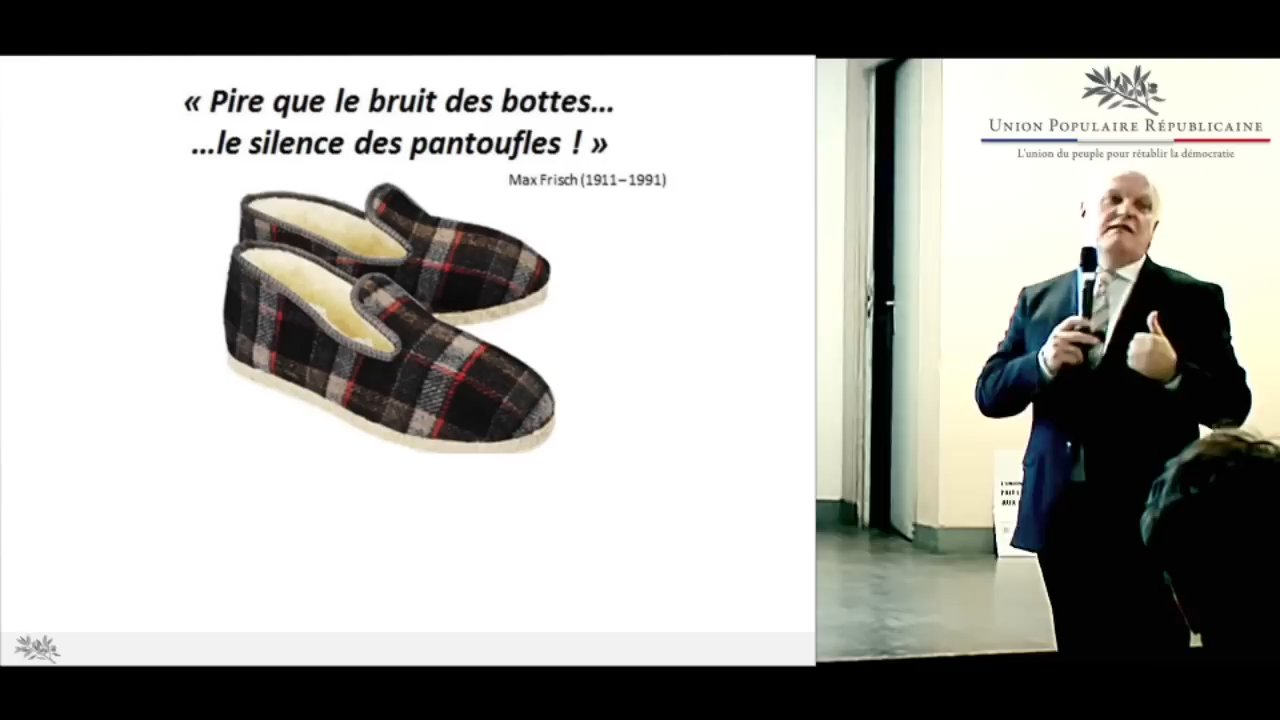 « Pire que le bruit des bottes...
...le silence des pantoufles ! »
Max Frisch (1911–1991)
UNION POPULAIRE RÉPUBLICAINE
L'union du peuple pour rétablir la démocratie